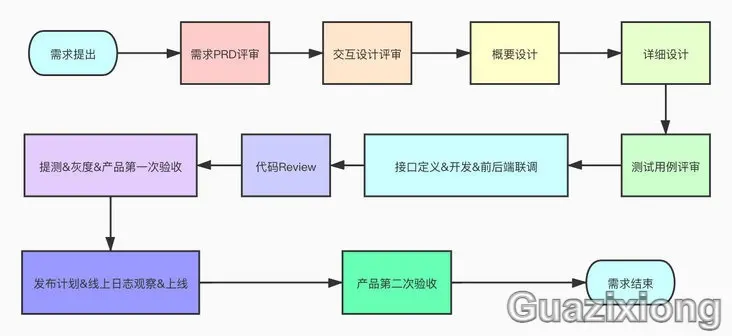 需求提出
需求PRD评审
交互设计评审
概要设计
详细设计
测试用例评审
接口定义&开发&前后端联调
代码Review
提测&灰度&产品第一次验收
发布计划&线上日志观察&上线
产品第二次验收
需求结束
Guazixiong